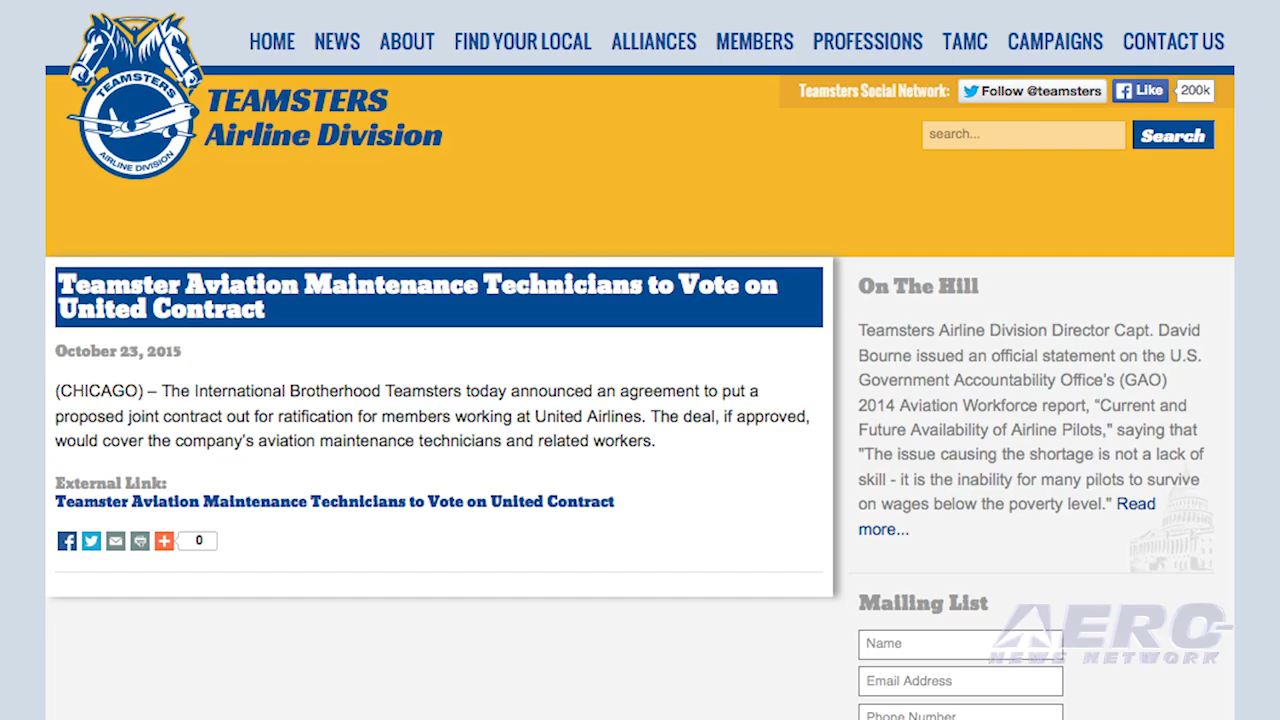 HOME NEWS ABOUT FIND YOUR LOCAL ALLIANCES MEMBERS PROFESSIONS TAMC CAMPAIGNS CONTACT US
TEAMSTERS
AIRLINE DIVISION
TEAMSTERS
Airline Division
Teamsters Social Network: Follow @teamsters Like 200k
search... Search
Teamster Aviation Maintenance Technicians to Vote on
United Contract
October 23, 2015
(CHICAGO) – The International Brotherhood Teamsters today announced an agreement to put a
proposed joint contract out for ratification for members working at United Airlines. The deal, if approved,
would cover the company's aviation maintenance technicians and related workers.
External Link:
Teamster Aviation Maintenance Technicians to Vote on United Contract
0
On The Hill
Teamsters Airline Division Director Capt. David
Bourne issued an official statement on the U.S.
Government Accountability Office's (GAO)
2014 Aviation Workforce report, “Current and
Future Availability of Airline Pilots," saying that
"The issue causing the shortage is not a lack of
skill - it is the inability for many pilots to survive
on wages below the poverty level." Read
more...
Mailing List
Name
Email Address
Phone Number
AERO
NEWS NETWORK